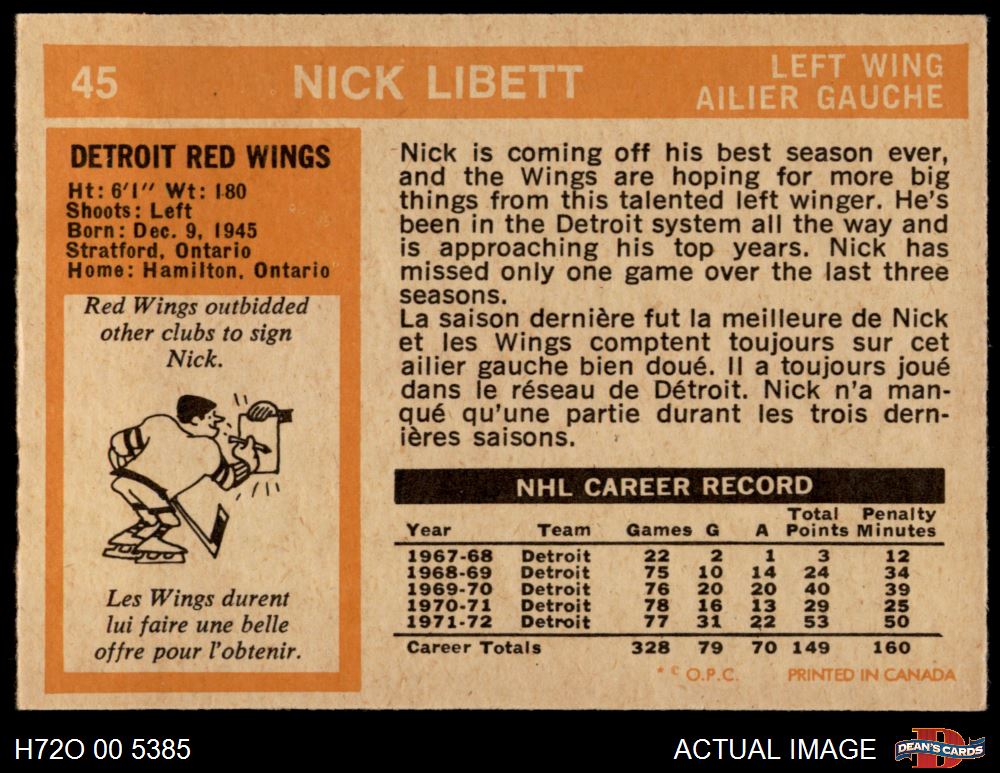 45 NICK LIBETT LEFT WING
AILIER GAUCHE
DETROIT RED WINGS
Ht: 6'1" Wt: 180
Shoots: Left
Born: Dec. 9, 1945
Stratford, Ontario
Home: Hamilton, Ontario
Red Wings outbidded
other clubs to sign
Nick.
Les Wings durent
lui faire une belle
offre pour l'obtenir.
Nick is coming off his best season ever,
and the Wings are hoping for more big
things from this talented left winger. He's
been in the Detroit system all the way and
is approaching his top years. Nick has
missed only one game over the last three
seasons.
La saison dernière fut la meilleure de Nick
et les Wings comptent toujours sur cet
ailier gauche bien doué. Il a toujours joué
dans le réseau de Détroit. Nick n'a man-
qué qu'une partie durant les trois dern-
ières saisons.
NHL CAREER RECORD
Year Team Games G A Total Points Penalty Minutes
1967-68 Detroit 22 2 1 3 12
1968-69 Detroit 75 10 14 24 34
1969-70 Detroit 76 20 20 40 39
1970-71 Detroit 78 16 13 29 25
1971-72 Detroit 77 31 22 53 50
Career Totals 328 79 70 149 160
* © O.P.C. PRINTED IN CANADA
H72O 00 5385 ACTUAL IMAGE DEAN'S CARDS